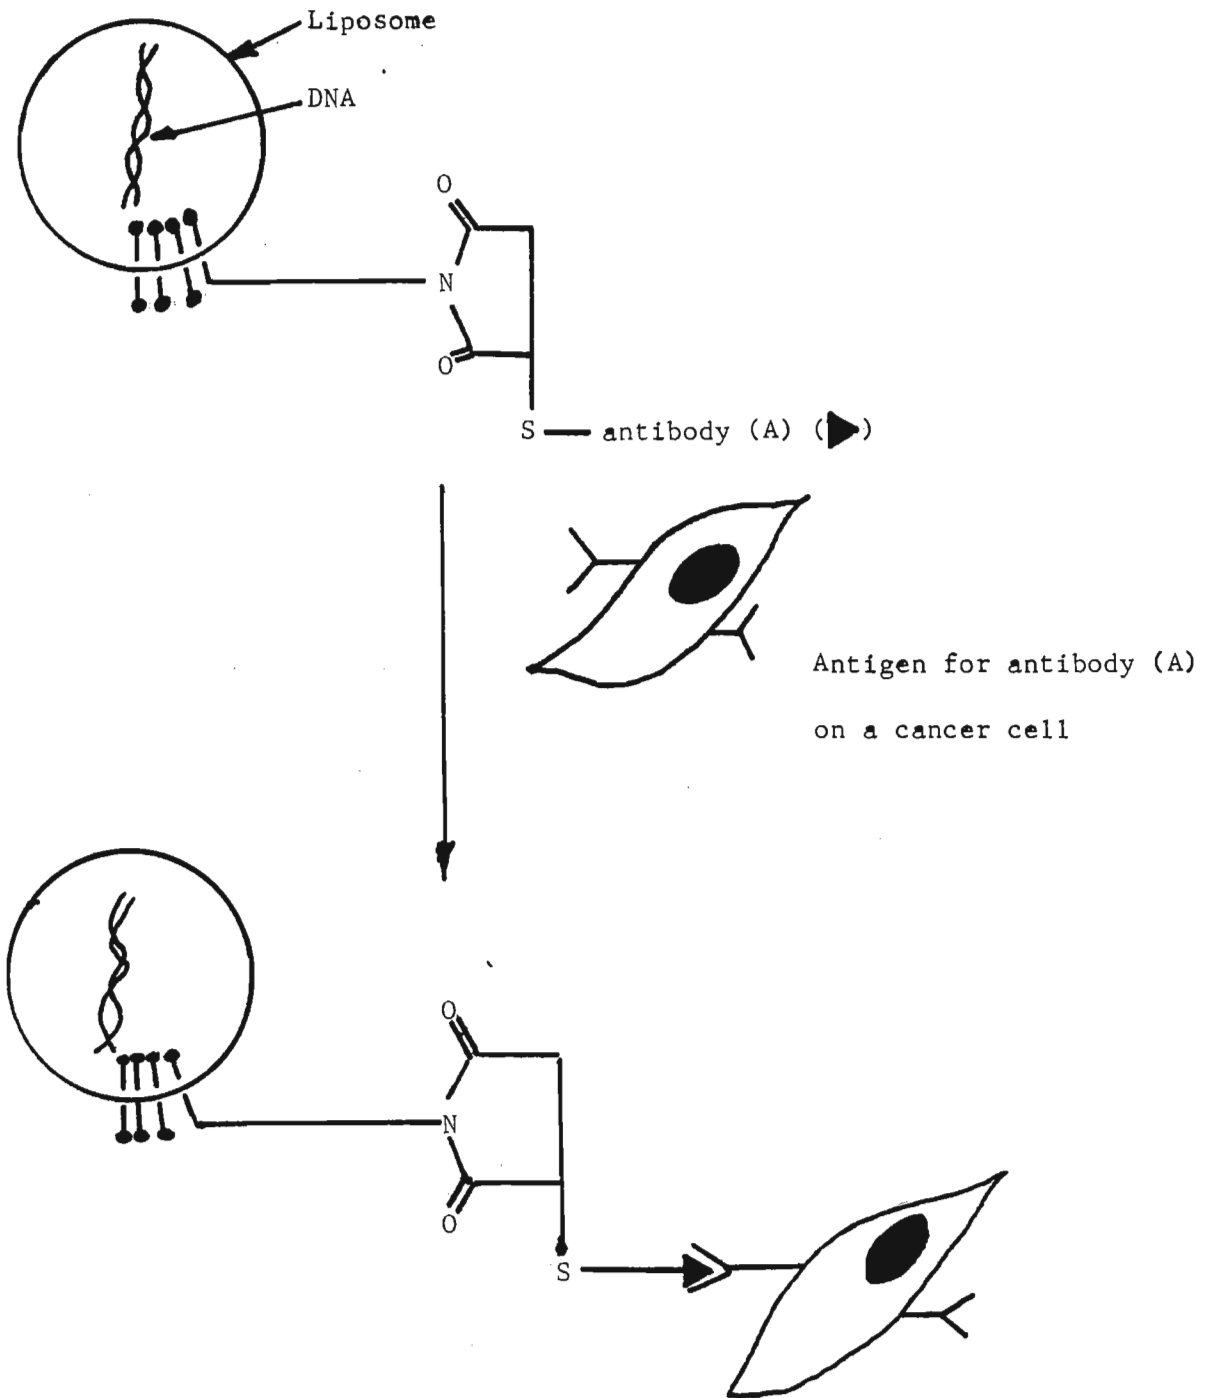 Liposome
DNA
O
N
O
S — antibody (A) (▶)
Antigen for antibody (A)
on a cancer cell
O
N
O
S